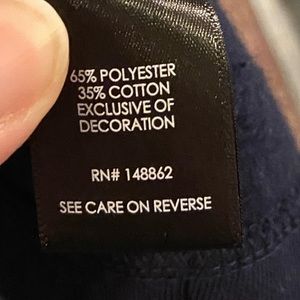 65% POLYESTER
35% COTTON
EXCLUSIVE OF
DECORATION
RN# 148862
SEE CARE ON REVERSE